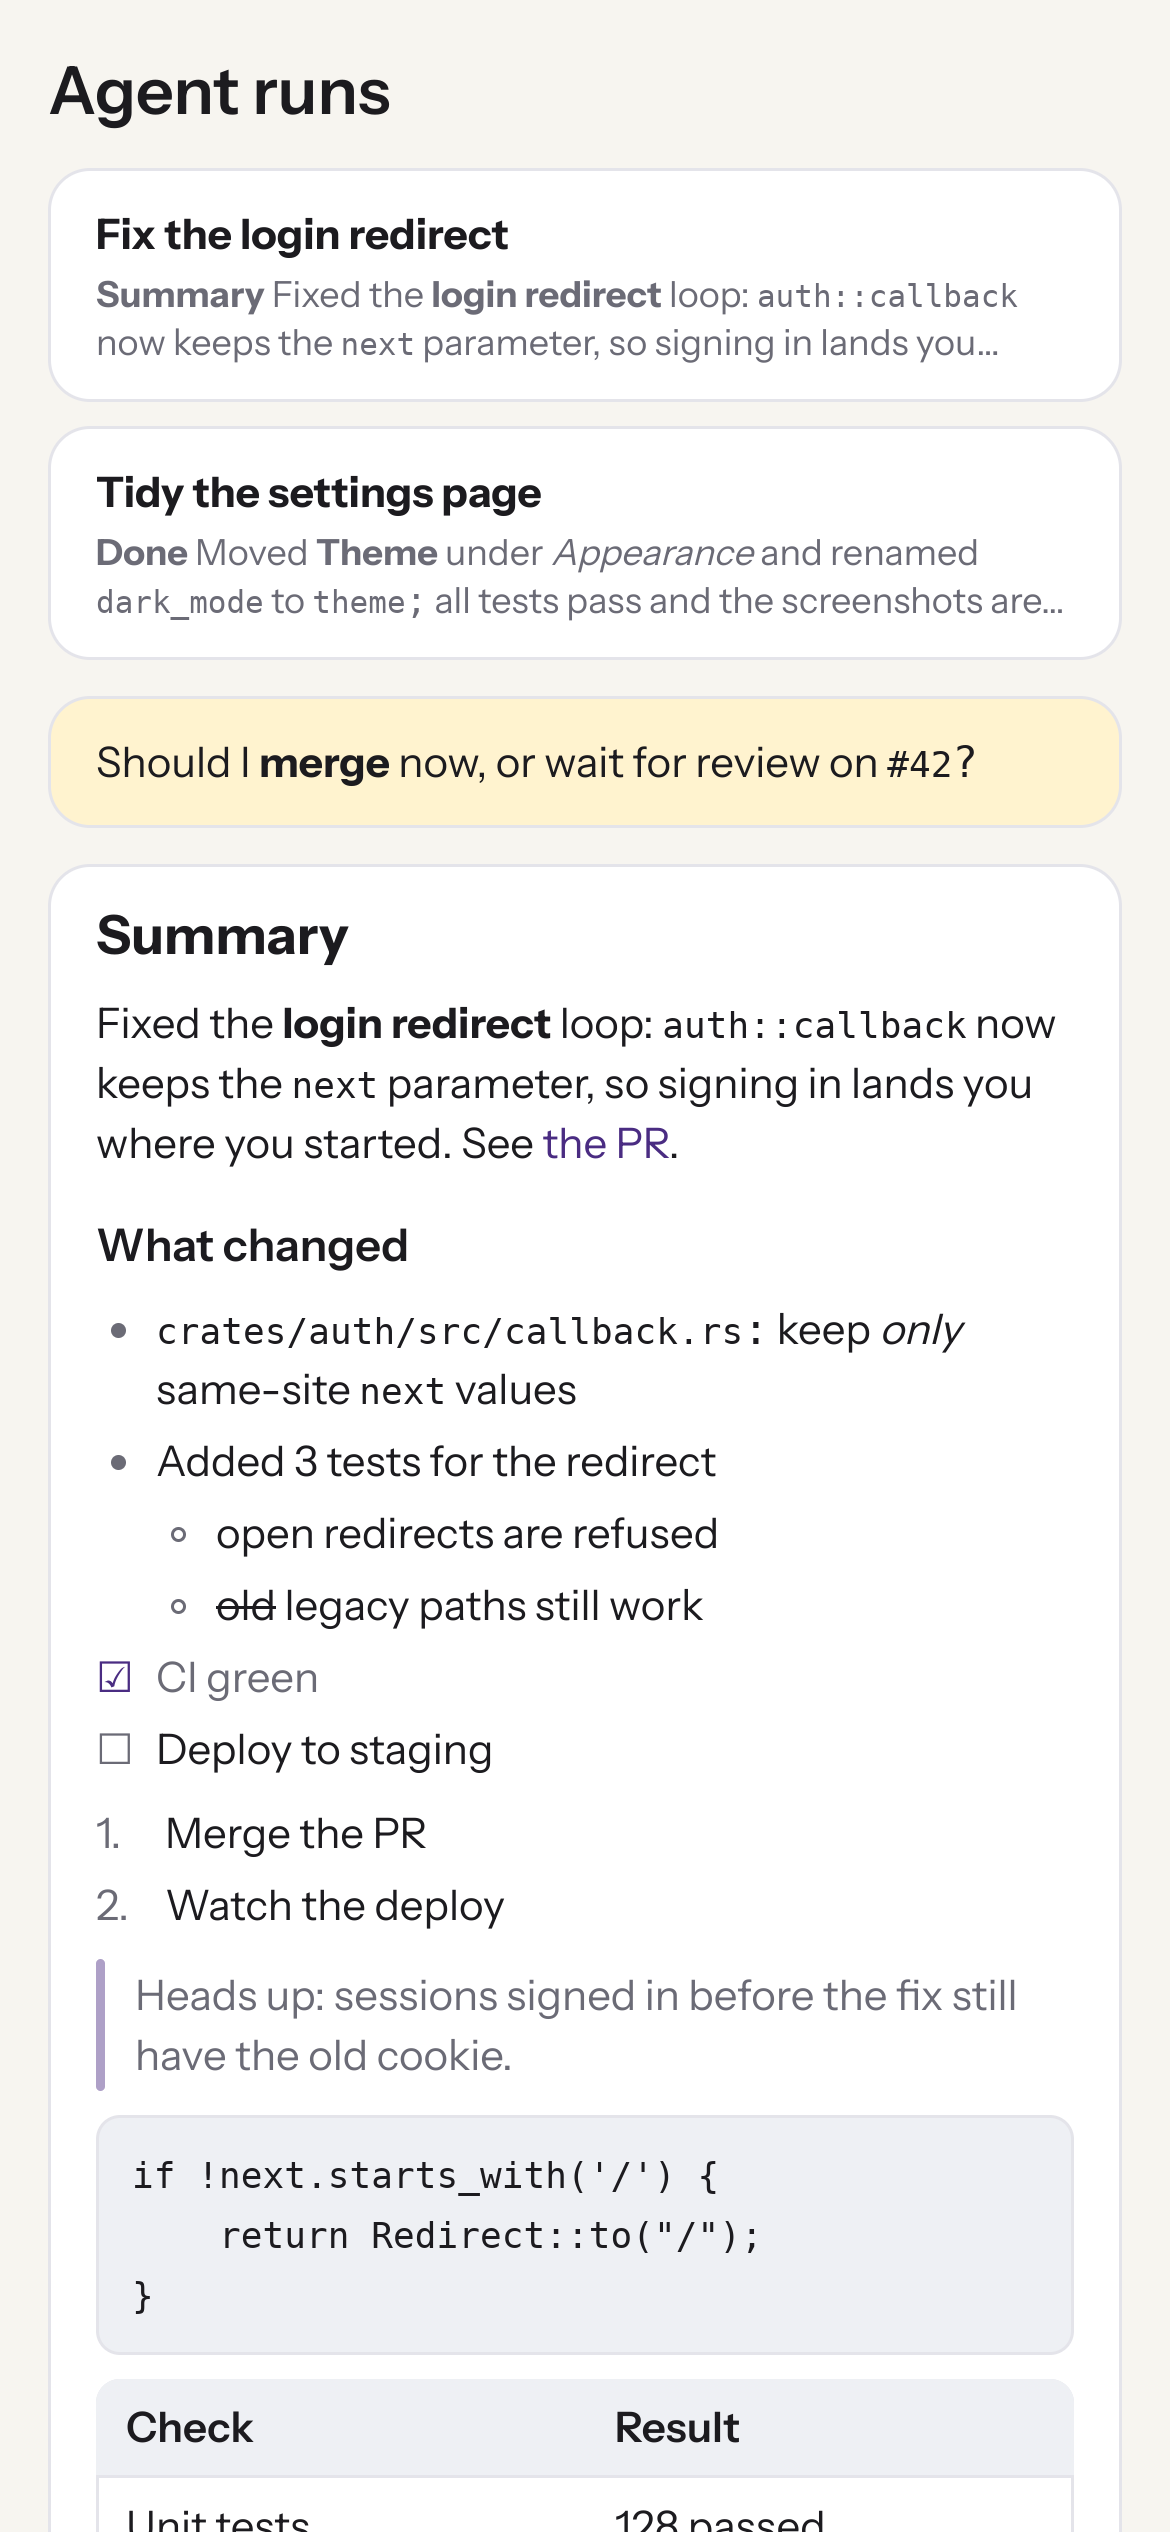 Agent runs
Fix the login redirect
Summary Fixed the login redirect loop: auth::callback
now keeps the next parameter, so signing in lands you...
Tidy the settings page
Done Moved Theme under Appearance and renamed
dark_mode to theme; all tests pass and the screenshots are...
Should I merge now, or wait for review on #42?
Summary
Fixed the login redirect loop: auth::callback now
keeps the next parameter, so signing in lands you
where you started. See the PR.
What changed
• crates/auth/src/callback.rs: keep only
same-site next values
• Added 3 tests for the redirect
◦ open redirects are refused
◦ old legacy paths still work
☑ CI green
☐ Deploy to staging
1. Merge the PR
2. Watch the deploy
Heads up: sessions signed in before the fix still
have the old cookie.
if !next.starts_with('/') {
    return Redirect::to("/");
}
Check Result
Unit tests 128 passed